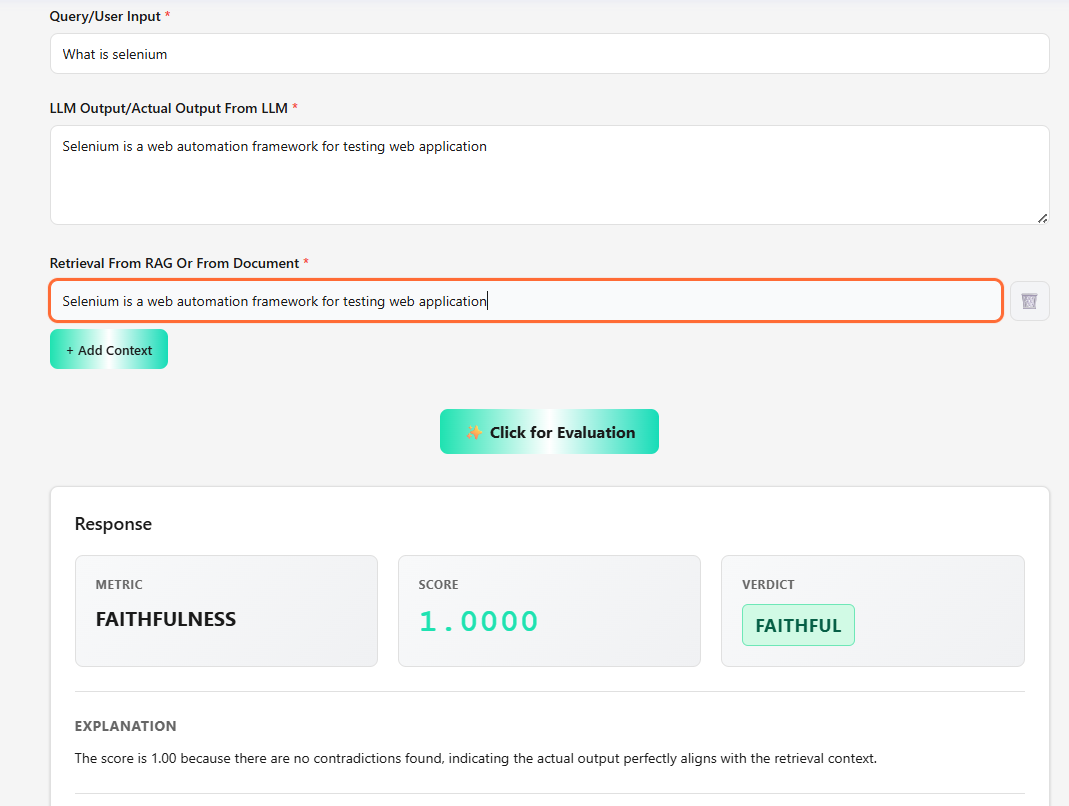 Query/User Input *
What is selenium
LLM Output/Actual Output From LLM *
Selenium is a web automation framework for testing web application
Retrieval From RAG Or From Document *
Selenium is a web automation framework for testing web application
+ Add Context
✨ Click for Evaluation
Response
METRIC
FAITHFULNESS
SCORE
1.0000
VERDICT
FAITHFUL
EXPLANATION
The score is 1.00 because there are no contradictions found, indicating the actual output perfectly aligns with the retrieval context.